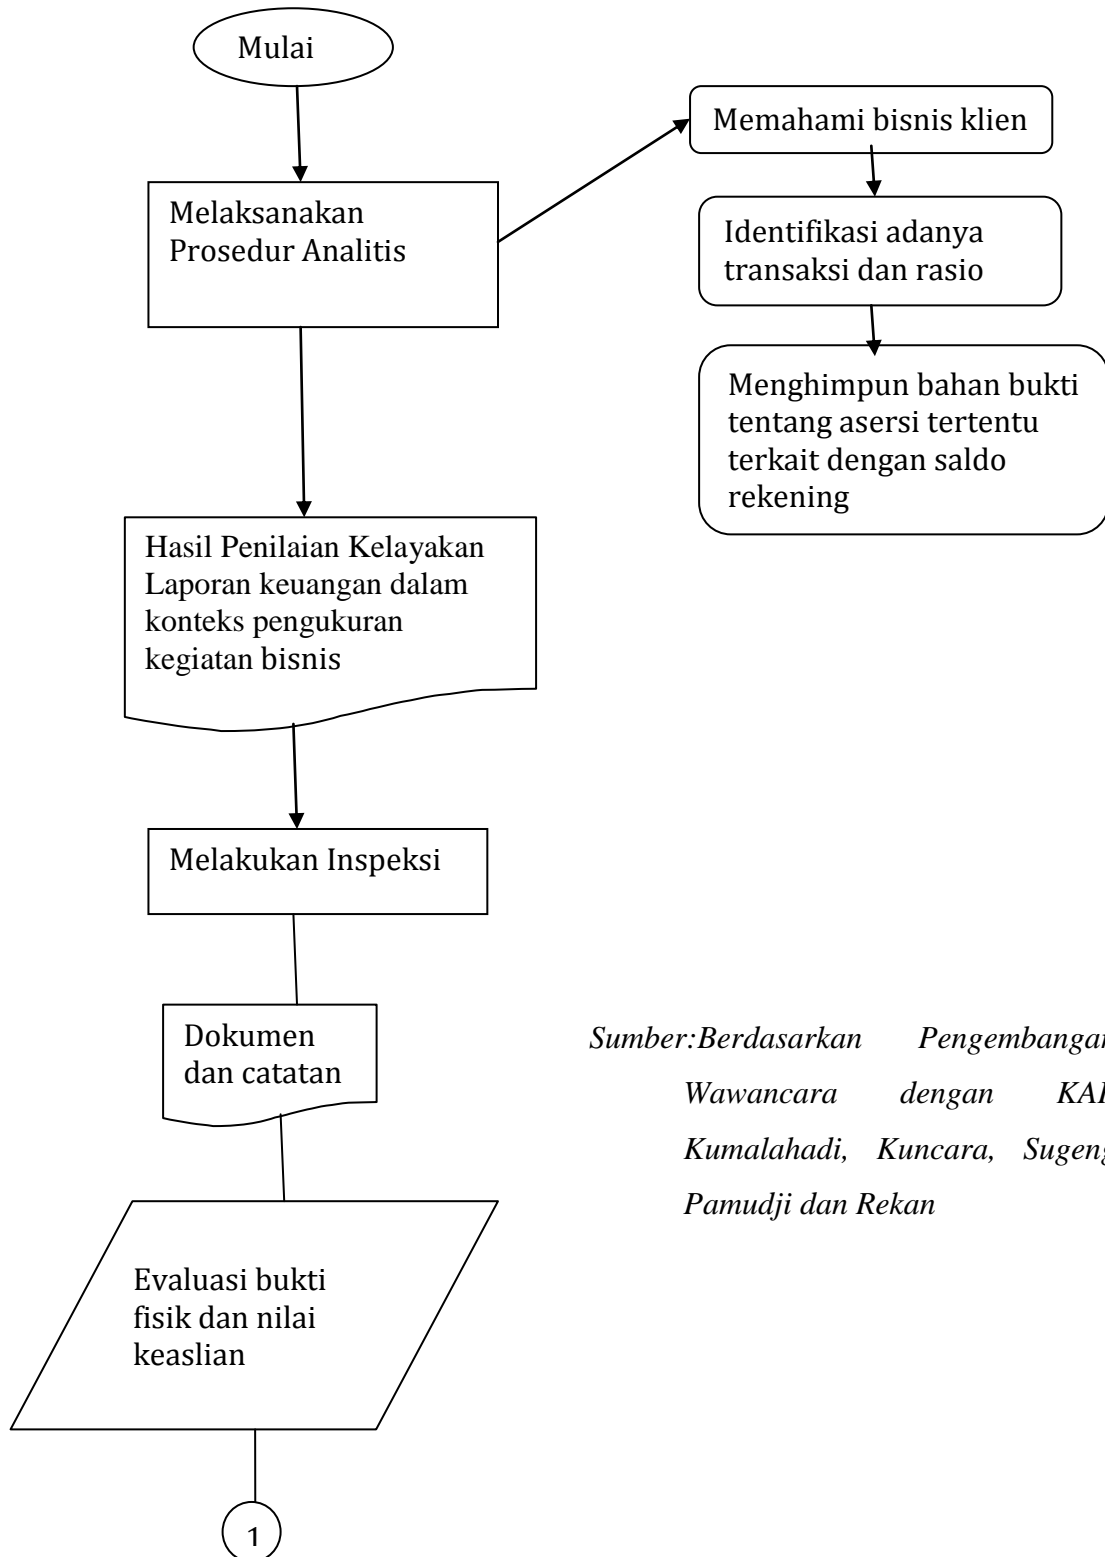 Mulai
Memahami bisnis klien
Melaksanakan
Prosedur Analitis
Identifikasi adanya
transaksi dan rasio
Menghimpun bahan bukti
tentang asersi tertentu
terkait dengan saldo
rekening
Hasil Penilaian Kelayakan
Laporan keuangan dalam
konteks pengukuran
kegiatan bisnis
Melakukan Inspeksi
Dokumen
dan catatan
Sumber:Berdasarkan Pengembangan
Wawancara dengan
Kumalahadi, Kuncara, Sugeng
Pamudji dan Rekan
Evaluasi bukti
fisik dan nilai
keaslian
1